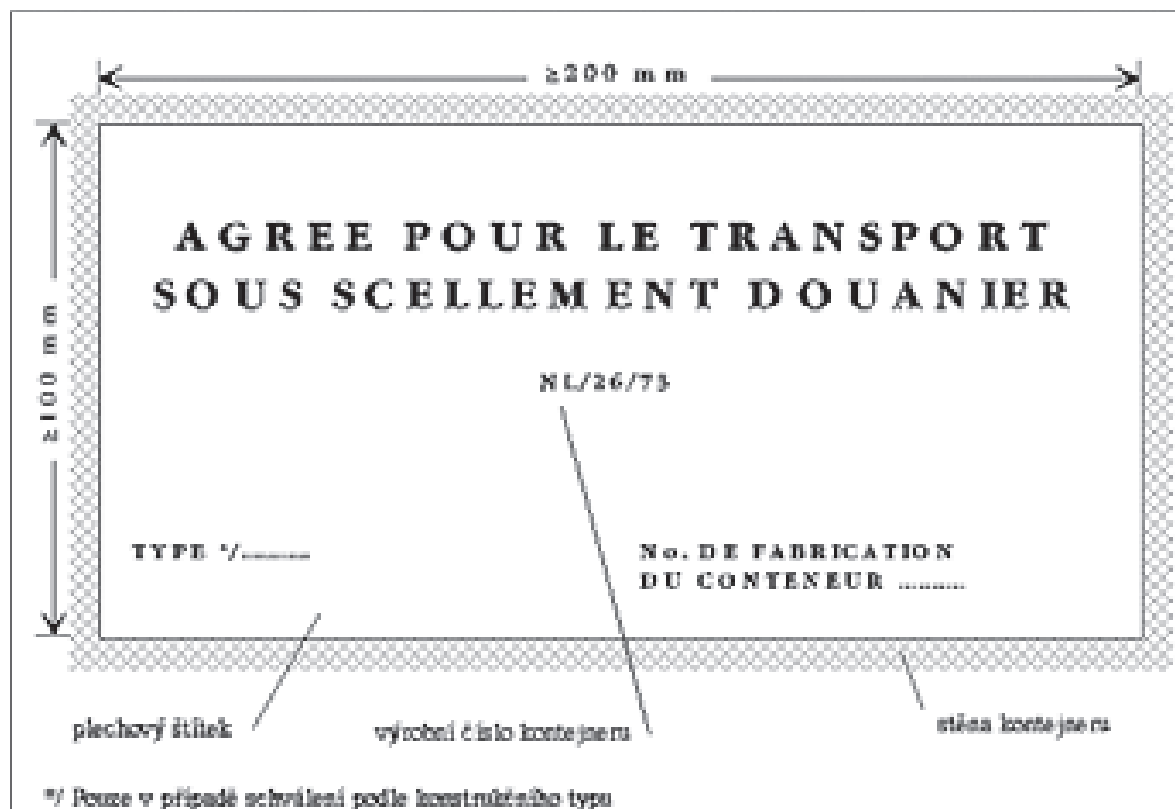 ≥200 mm
≥100 mm
AGREE POUR LE TRANSPORT
SOUS SCELLEMENT DOUANIER
NL/26/73
TYPE */..........
No. DE FABRICATION
DU CONTENEUR ..........
plechový štítek
výrobní číslo kontejneru
stěna kontejneru
*/ Pouze v případě schválení podle konstrukčního typu